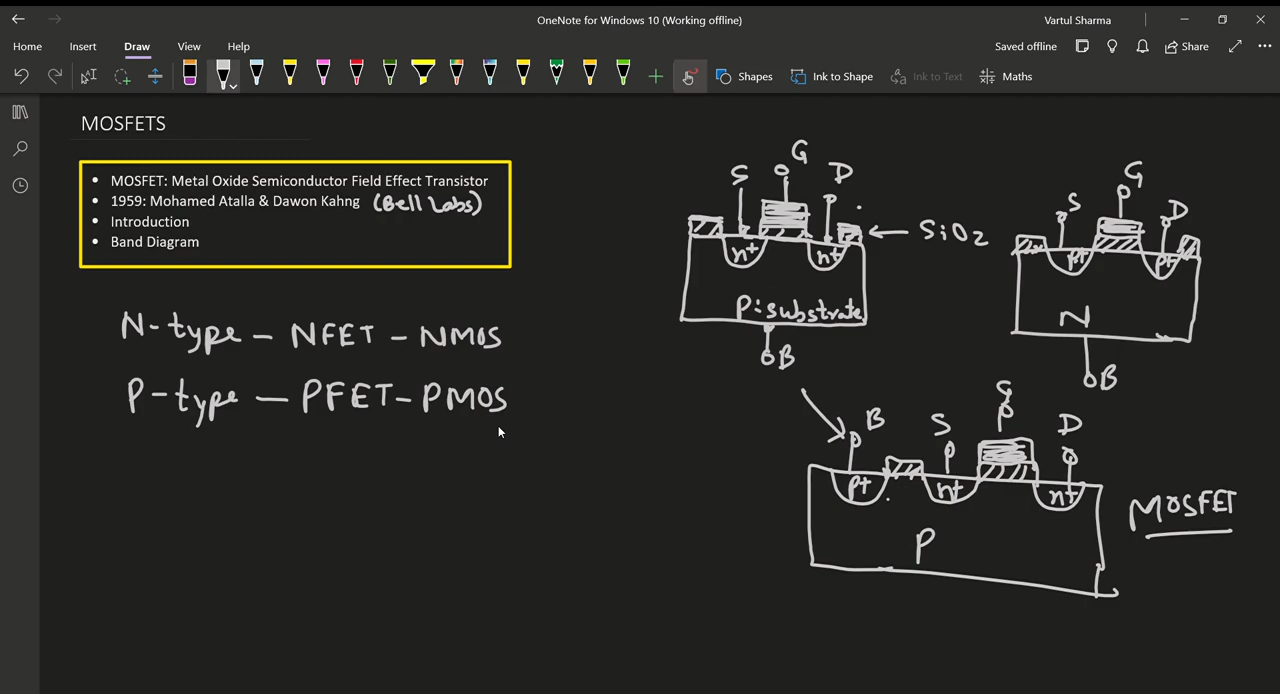 OneNote for Windows 10 (Working offline)
Vartul Sharma
Home Insert Draw View Help
Saved offline
Share
Shapes
Ink to Shape
Ink to Text
Maths
MOSFETS
• MOSFET: Metal Oxide Semiconductor Field Effect Transistor
• 1959: Mohamed Atalla & Dawon Kahng (Bell Labs)
• Introduction
• Band Diagram
N-type - NFET - NMOS
P-type - PFET - PMOS
S G D
SiO2
n+ n+
P:substrate
B
S G D
p+ p+
N
B
B S G D
p+ n+ n+
P
MOSFET